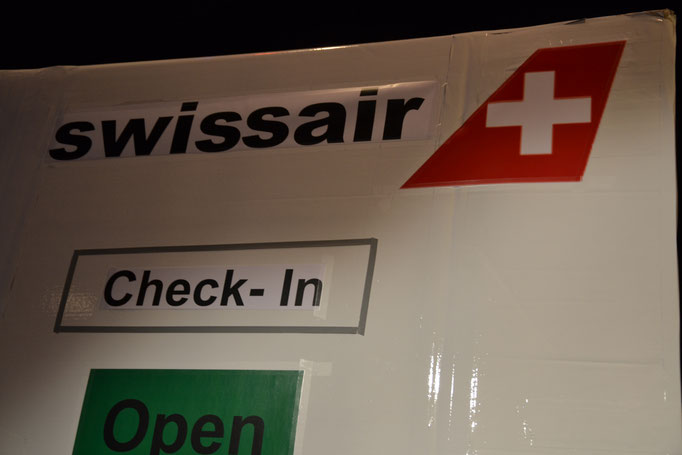 swissair
Check- In
Open